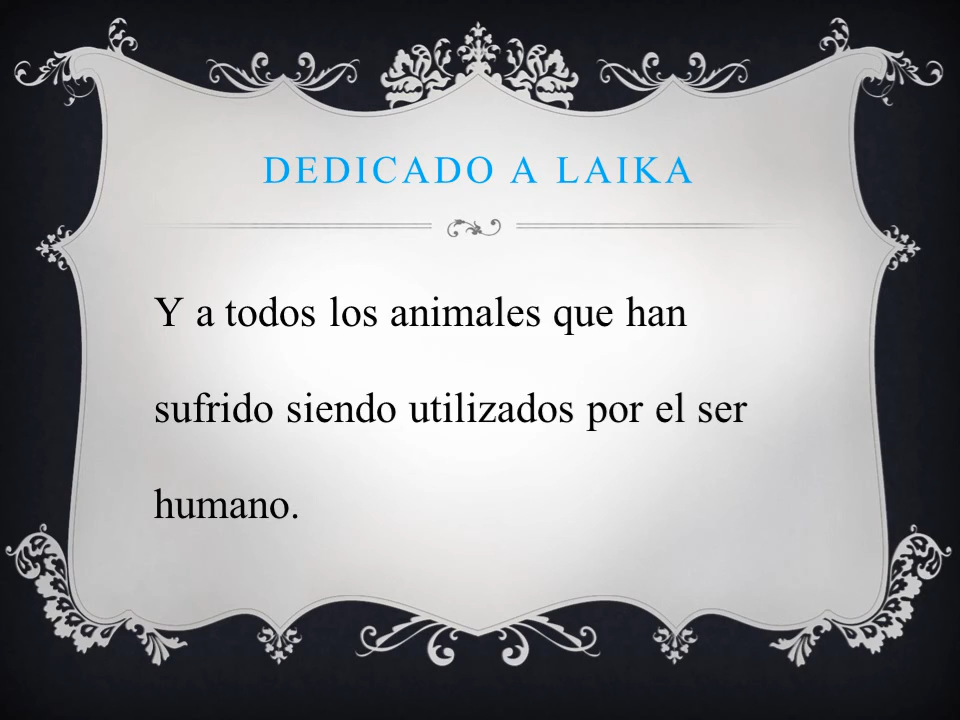 DEDICADO A LAIKA
Y a todos los animales que han
sufrido siendo utilizados por el ser
humano.